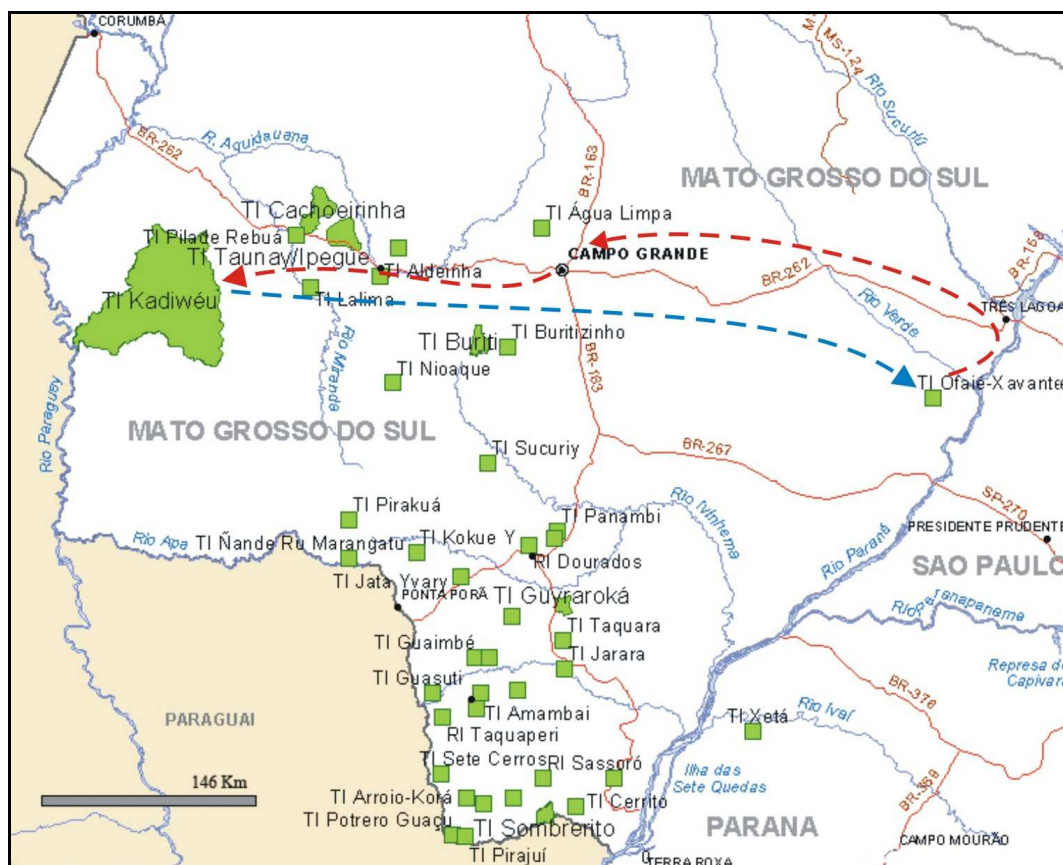 CORUMBÁ
MS-124
Rio Sucuriú
R. Aquidauana
BR-262
BR-163
MATO GROSSO DO SUL
TI Cachoeirinha
TI Água Limpa
TI Pilade Rebuá
TI Taunay/Ipegue
CAMPO GRANDE
BR-158
TI Aldeinha
BR-262
TI Kadiwéu
TI Lalima
Rio Verde
TRÊS LAGOA
TI Buriti
TI Buritizinho
Rio Miranda
TI Nioaque
BR-163
TI Ofaié-Xavante
Rio Paraguay
MATO GROSSO DO SUL
BR-267
TI Sucuriy
SP-270
Rio Ivinhema
TI Pirakuá
TI Panambi
PRESIDENTE PRUDENTE
Rio Apa
TI Ñande Ru Marangatu
TI Kokue Y
Rio Paraná
RI Dourados
SAO PAULO
TI Jata Yvary
PONTA PORÃ
TI Guyraroká
Rio Paranapanema
TI Taquara
TI Guaimbé
TI Jarara
Represa de
Capivara
TI Guasuti
BR-376
PARAGUAI
TI Amambai
TI Xetá
Rio Ivaí
RI Taquaperi
TI Sete Cerros
RI Sassoró
Ilha das
Sete Quedas
146 Km
BR-369
TI Arroio-Korá
TI Cerrito
TI Potrero Guaçu
TI Sombrerito
PARANA
CAMPO MOURÃO
TI Pirajuí
TERRA ROXA